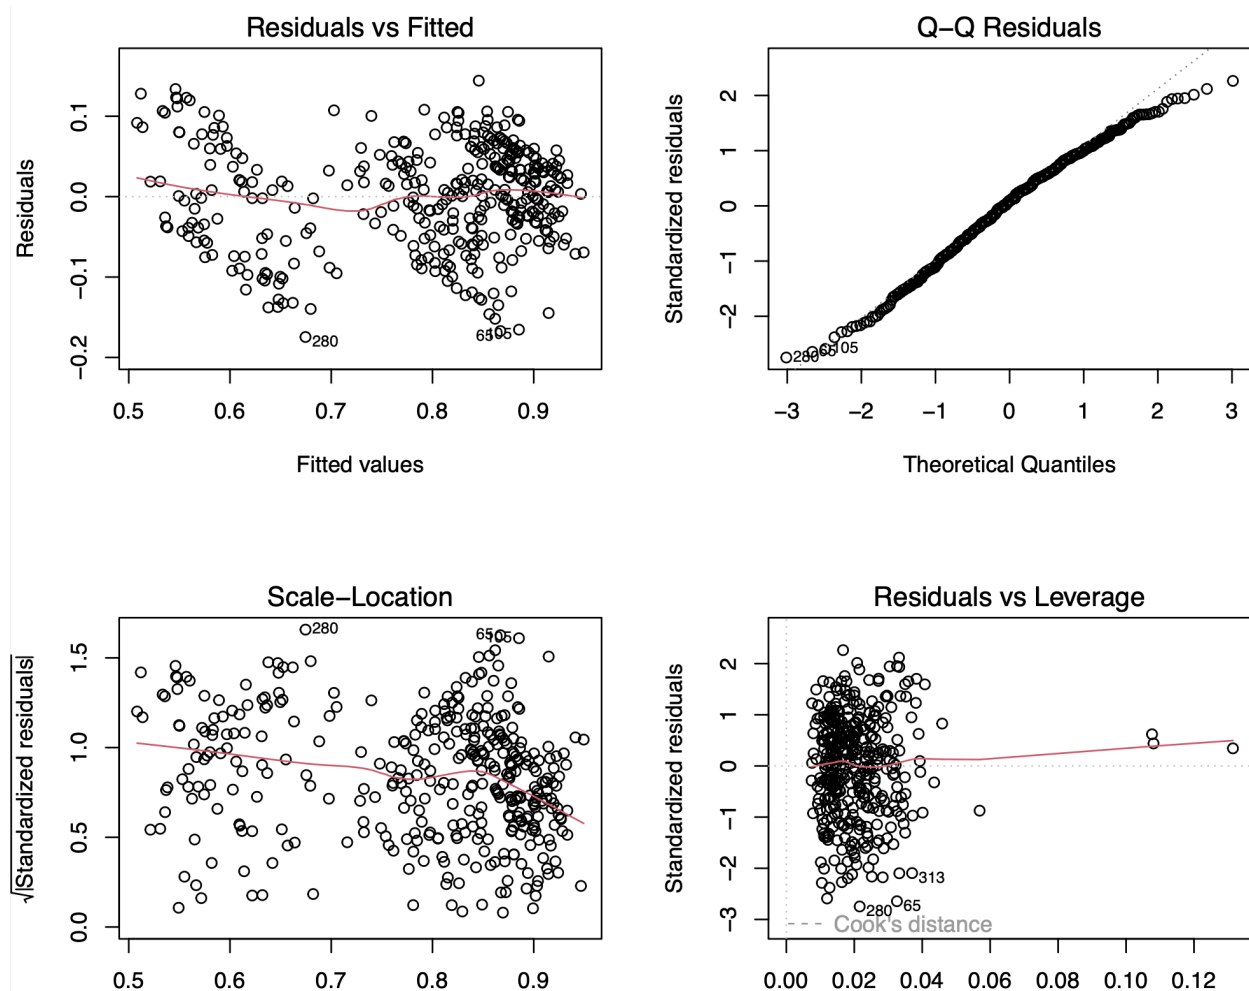 Residuals vs Fitted
Residuals
0.1
0.0
−0.1
−0.2
280
65
105
0.5 0.6 0.7 0.8 0.9
Fitted values
Q−Q Residuals
Standardized residuals
2
1
0
−1
−2
280
65
105
−3 −2 −1 0 1 2 3
Theoretical Quantiles
Scale−Location
√|Standardized residuals|
1.5
1.0
0.5
0.0
280
65
105
0.5 0.6 0.7 0.8 0.9
Residuals vs Leverage
Standardized residuals
2
1
0
−1
−2
−3
313
280
65
Cook's distance
0.00 0.02 0.04 0.06 0.08 0.10 0.12